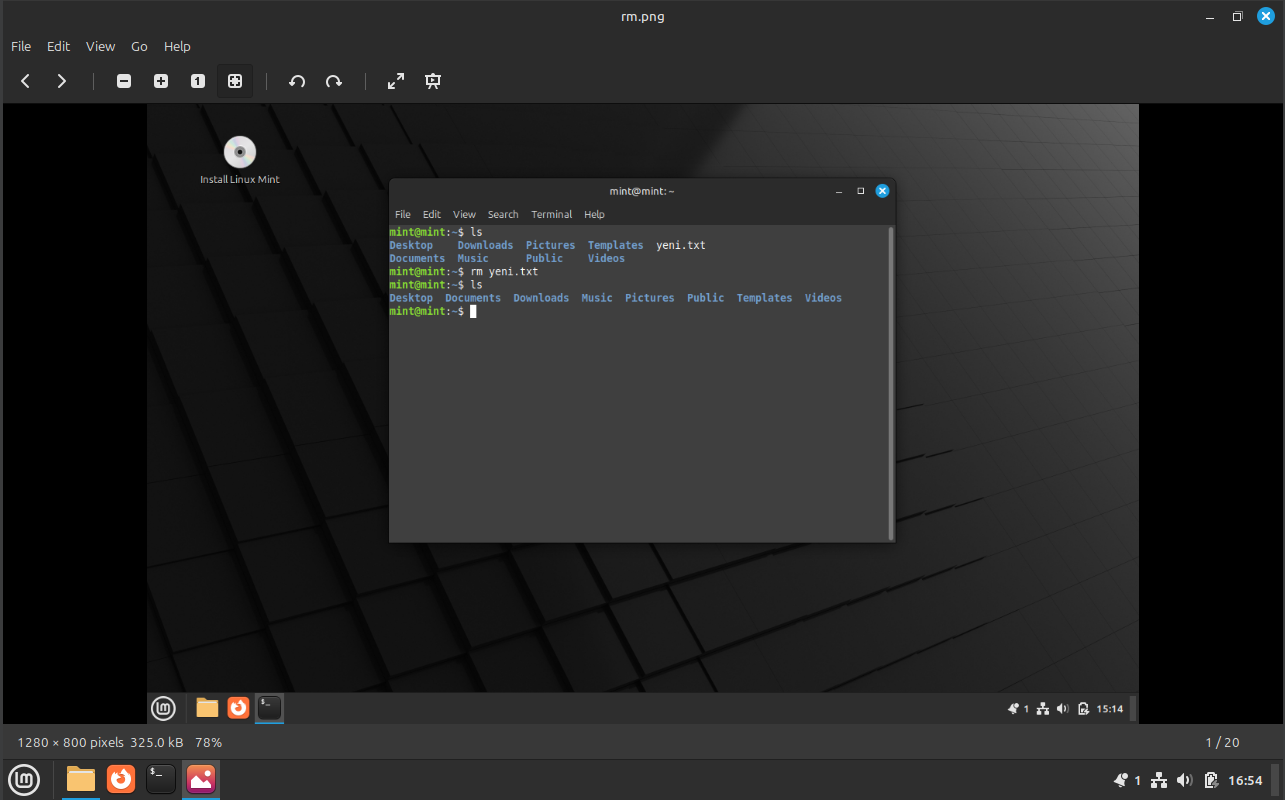 rm.png
File Edit View Go Help
1
Install Linux Mint
mint@mint: ~
File Edit View Search Terminal Help
mint@mint:~$ ls
Desktop Downloads Pictures Templates yeni.txt
Documents Music Public Videos
mint@mint:~$ rm yeni.txt
mint@mint:~$ ls
Desktop Documents Downloads Music Pictures Public Templates Videos
mint@mint:~$
$_
1 15:14
1280 × 800 pixels 325.0 kB 78%
1 / 20
$_
1 16:54